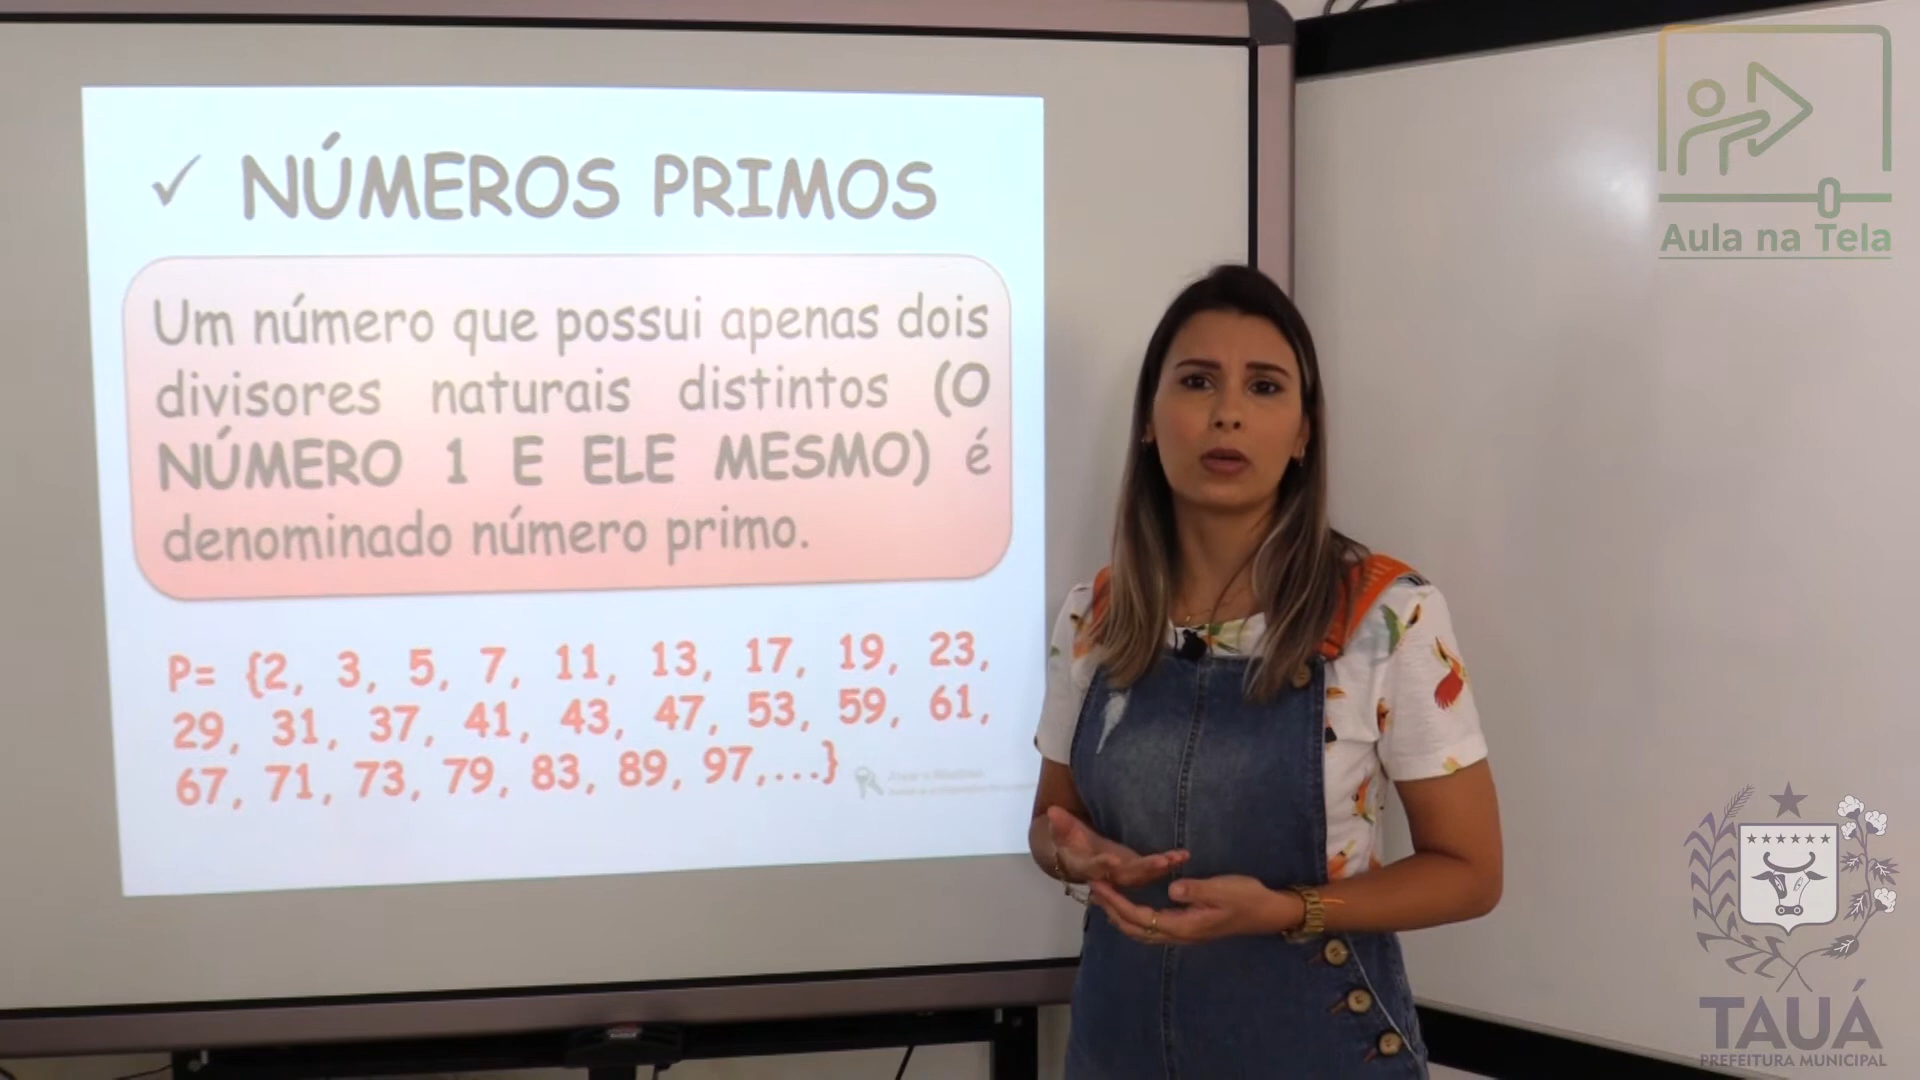 ✓ NÚMEROS PRIMOS
Um número que possui apenas dois
divisores naturais distintos (O
NÚMERO 1 E ELE MESMO) é
denominado número primo.
P= {2, 3, 5, 7, 11, 13, 17, 19, 23,
29, 31, 37, 41, 43, 47, 53, 59, 61,
67, 71, 73, 79, 83, 89, 97,...}
Aula na Tela
TAUÁ
PREFEITURA MUNICIPAL